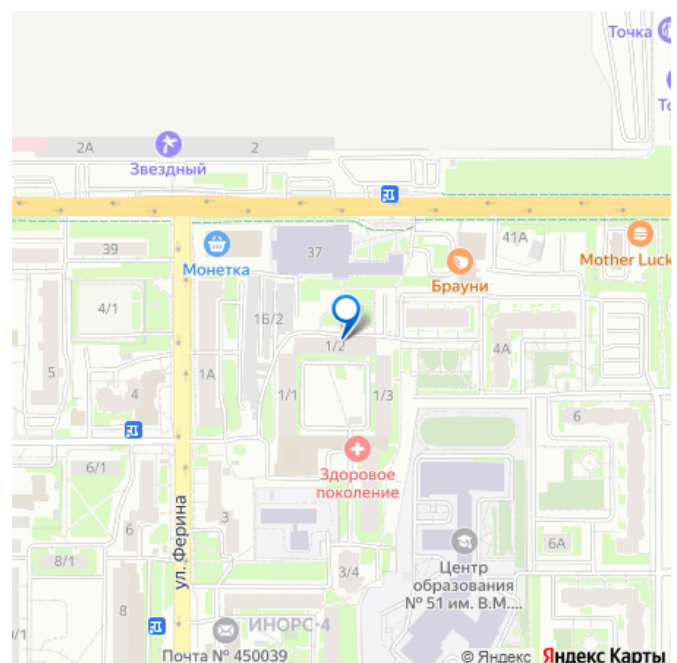 Точка
То
2А
2
Звездный
39
Монетка
37
41А
Mother Luck
Брауни
4/1
1Б/2
1/2
4А
5
1А
1/1
1/3
4
6
Здоровое
поколение
6/1
6
3
6А
8/1
ул. Ферина
3/4
Центр
образования
№ 51 им. В.М....
8
ИНОРС-4
/1
Почта № 450039
© Яндекс Яндекс Карты